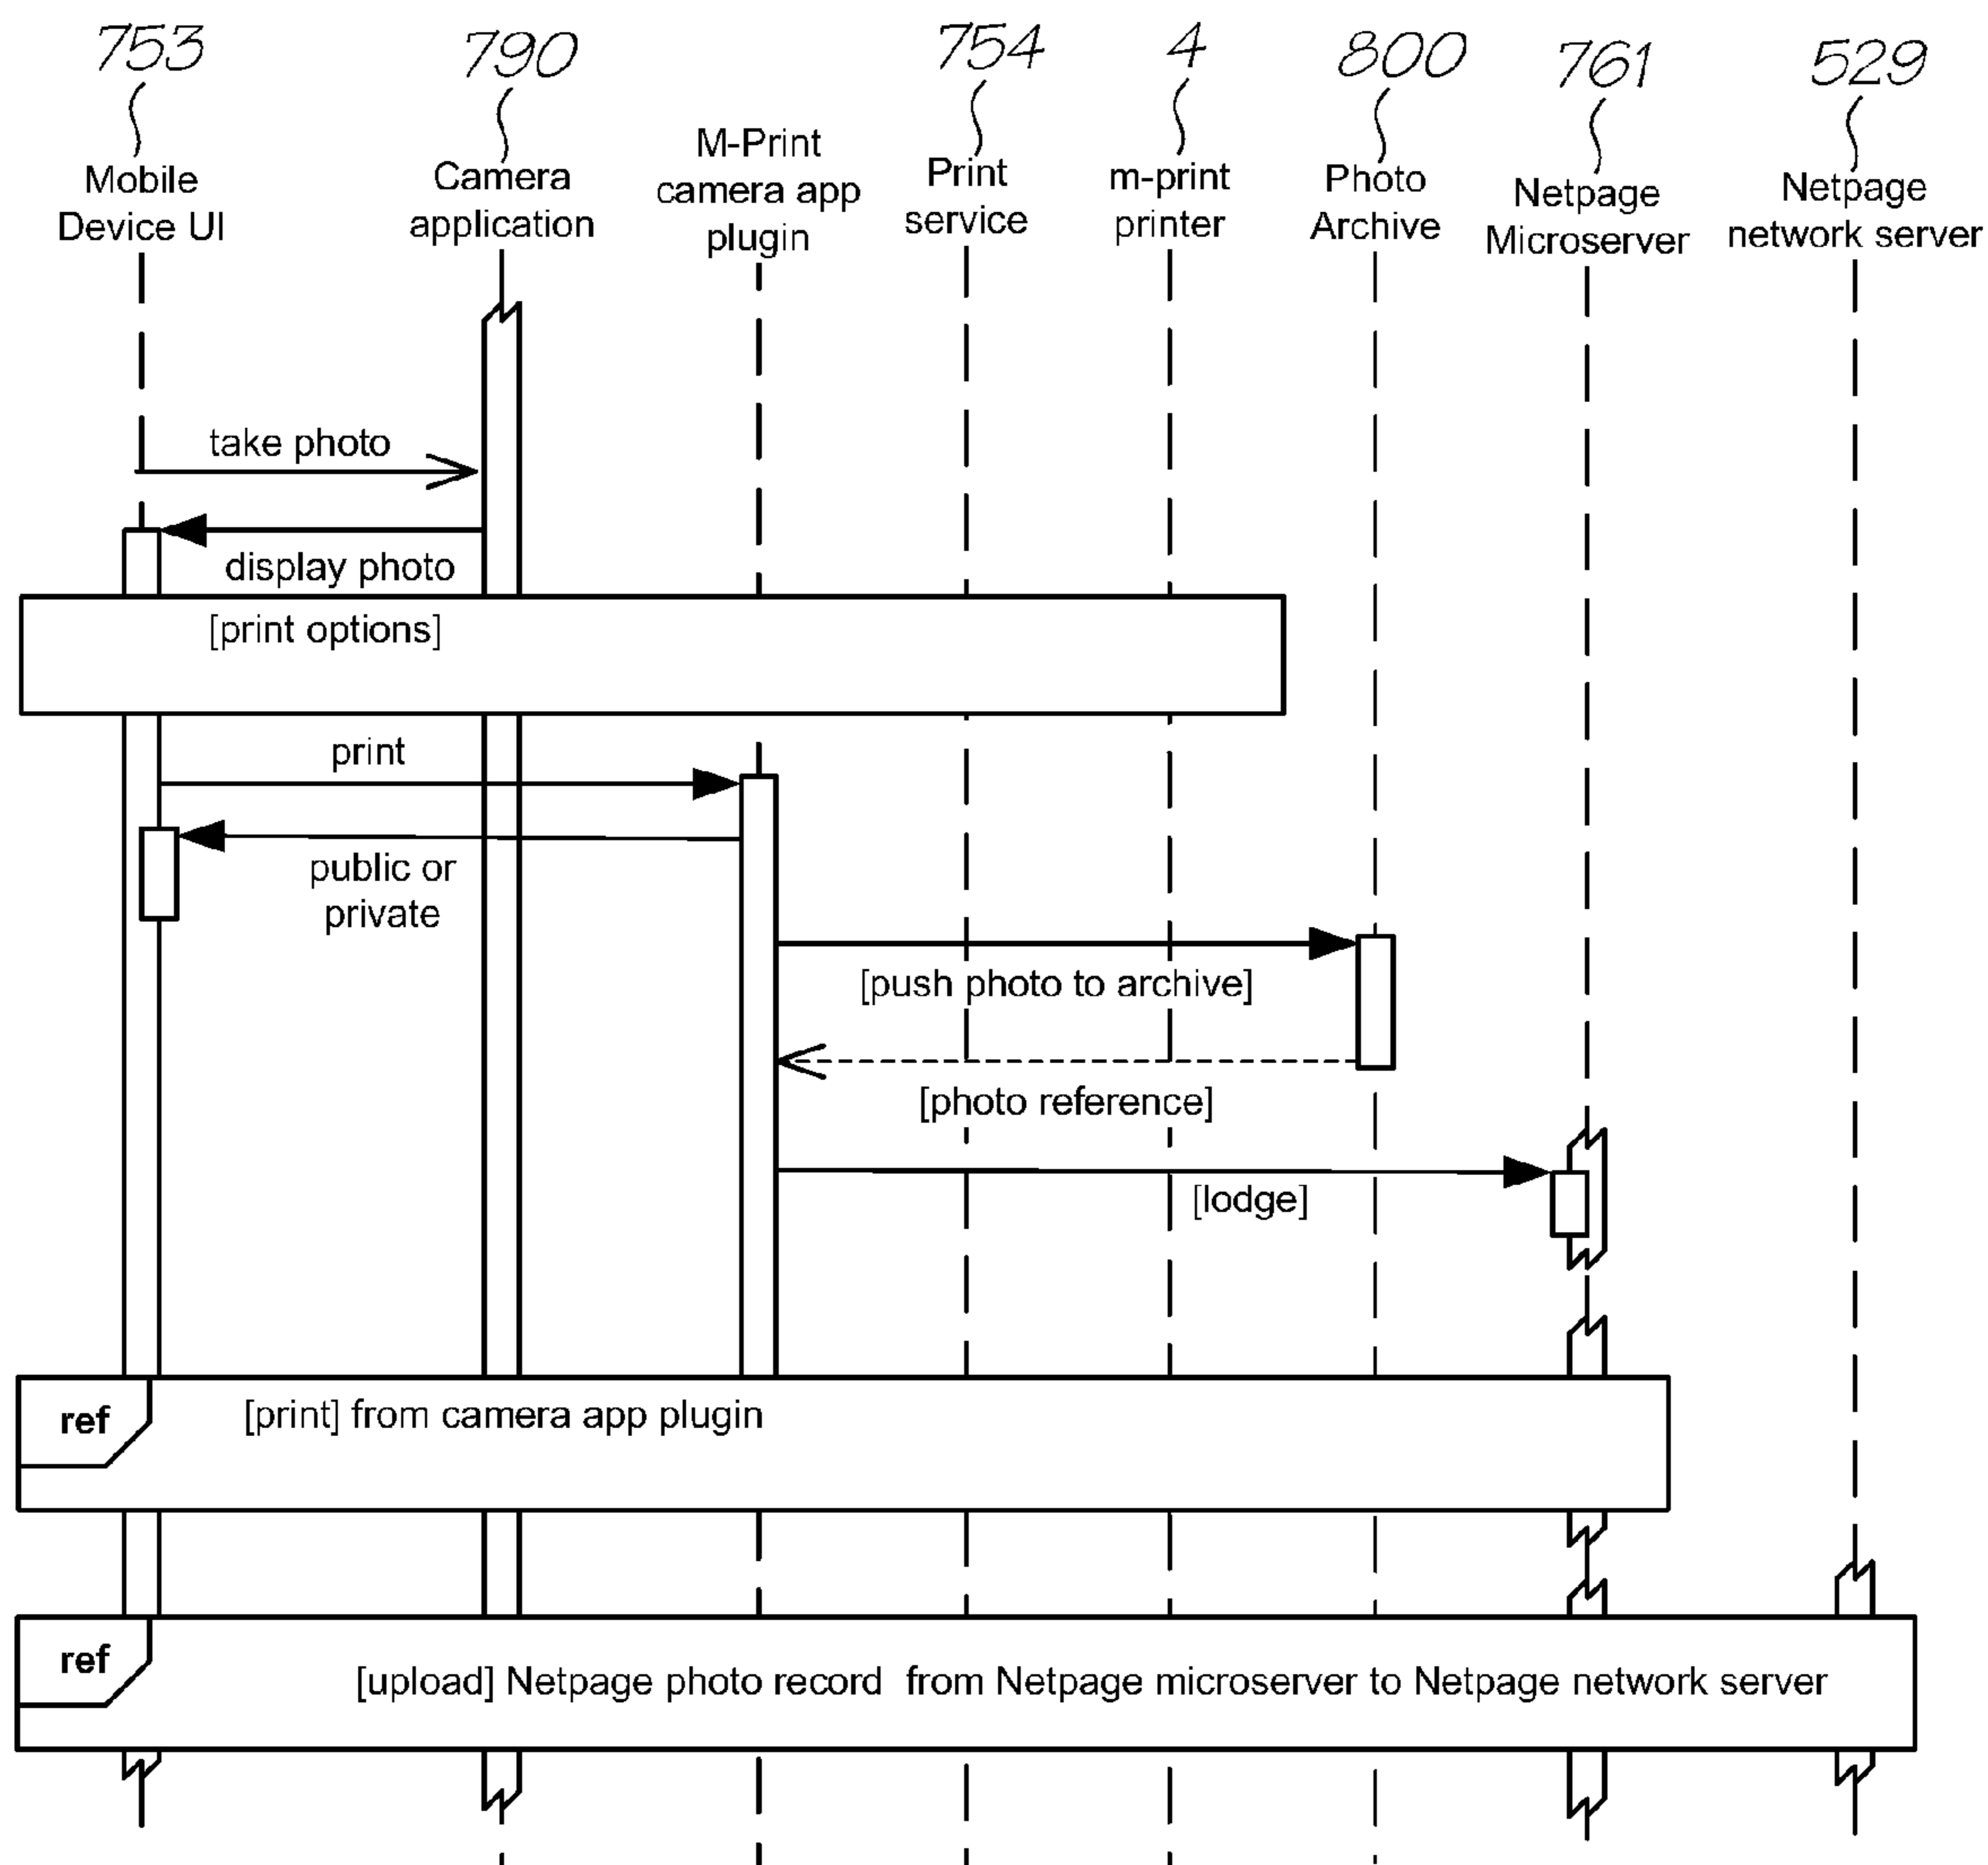 753
790
754
4
800
761
529
Mobile
Device UI
Camera
application
M-Print
camera app
plugin
Print
service
m-print
printer
Photo
Archive
Netpage
Microserver
Netpage
network server
take photo
display photo
[print options]
print
public or
private
[push photo to archive]
[photo reference]
[lodge]
ref
[print] from camera app plugin
ref
[upload] Netpage photo record from Netpage microserver to Netpage network server